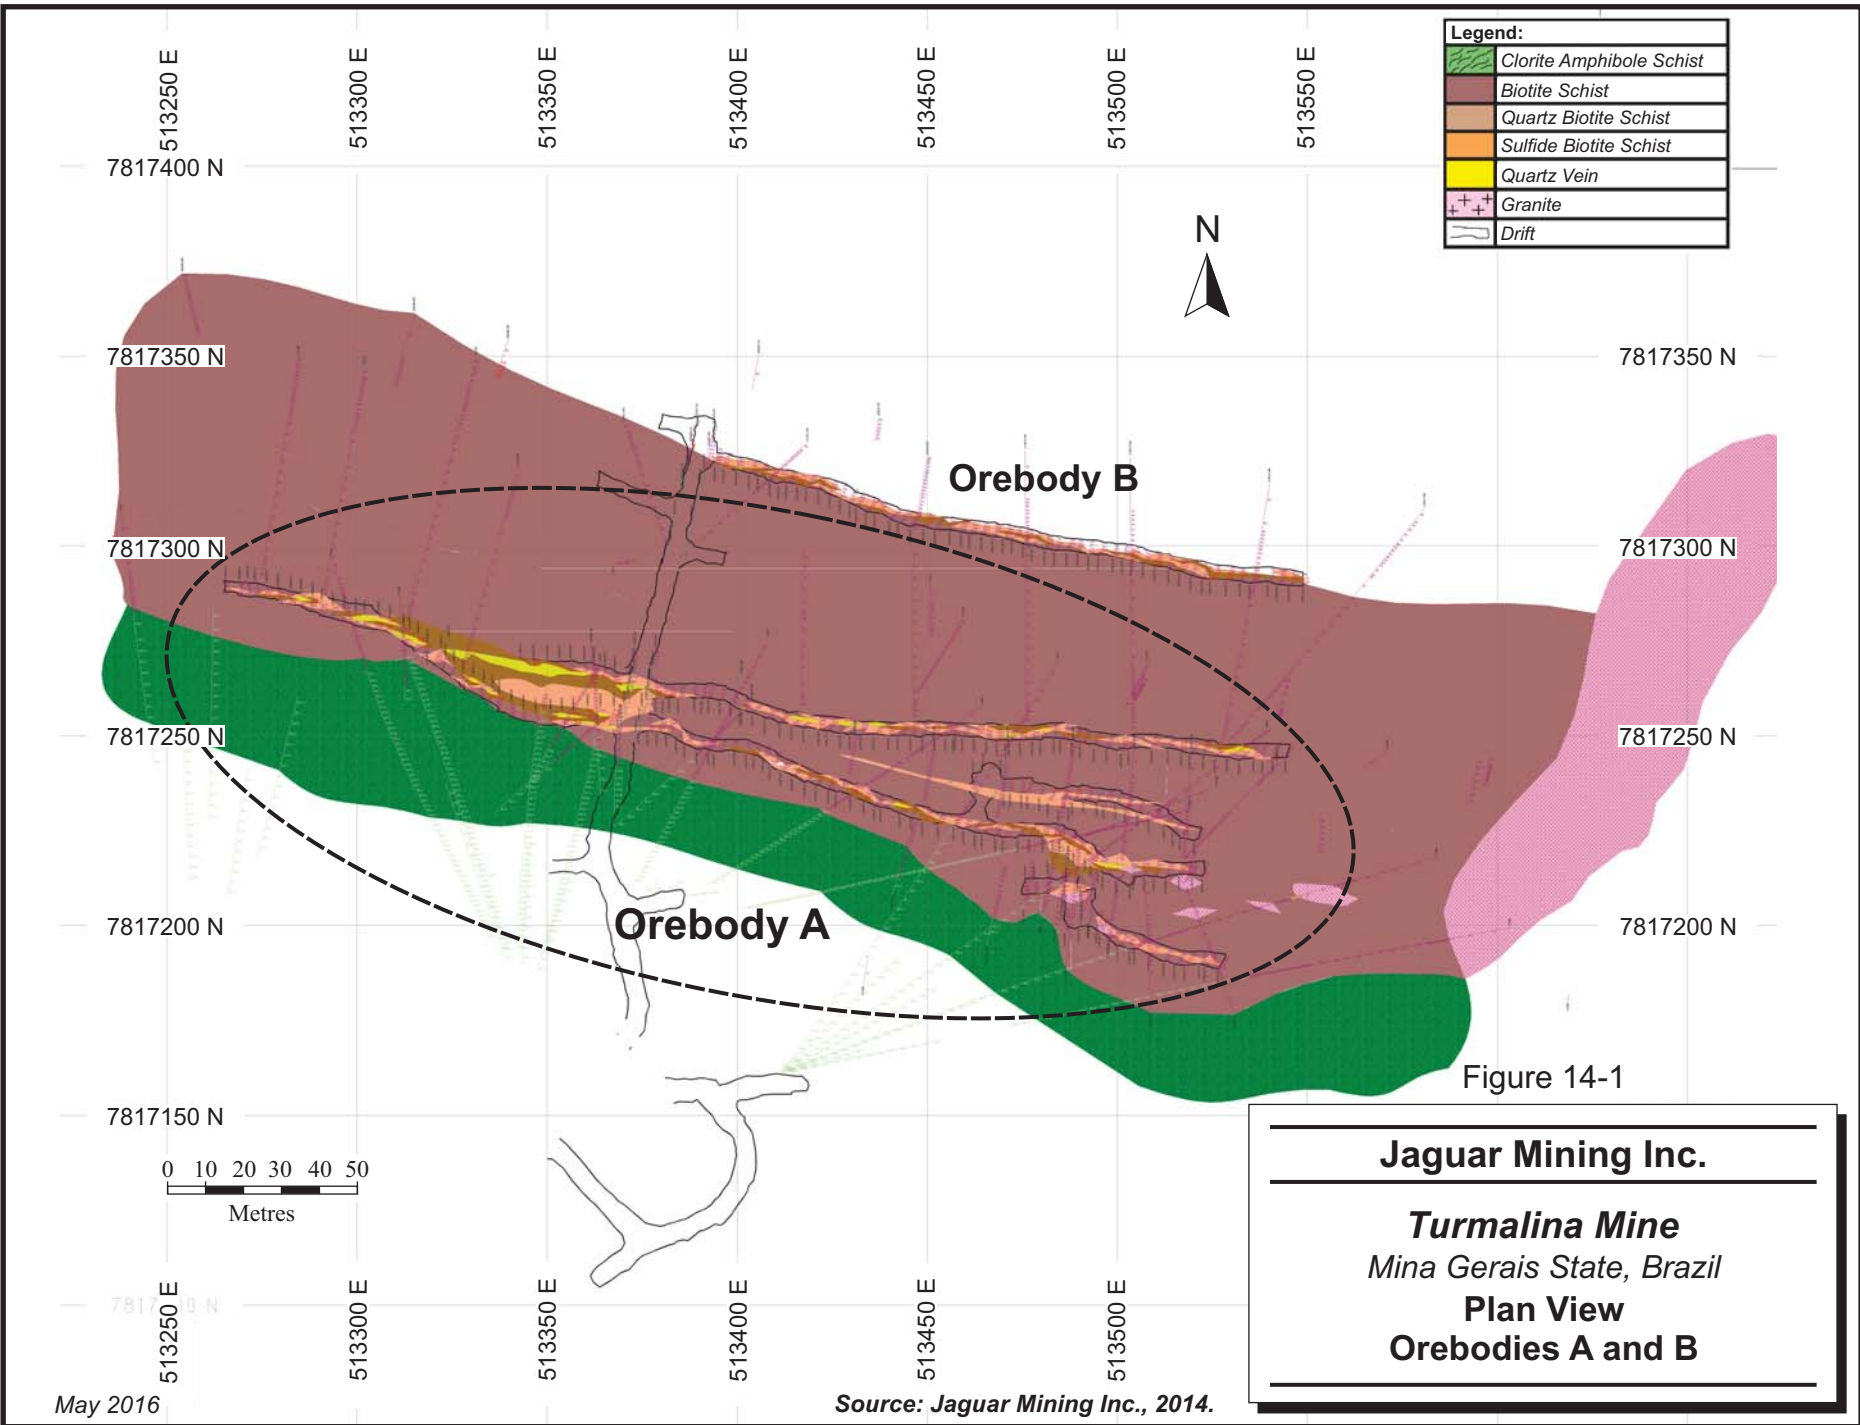 513250 E
513300 E
513350 E
513400 E
513450 E
513500 E
513550 E
Legend:
Clorite Amphibole Schist
Biotite Schist
Quartz Biotite Schist
Sulfide Biotite Schist
Quartz Vein
Granite
Drift
7817400 N
N
7817350 N
7817350 N
Orebody B
7817300 N
7817300 N
7817250 N
7817250 N
Orebody A
7817200 N
7817200 N
Figure 14-1
7817150 N
0 10 20 30 40 50
Metres
Jaguar Mining Inc.
Turmalina Mine
Mina Gerais State, Brazil
Plan View
Orebodies A and B
513250 E
513300 E
513350 E
513400 E
513450 E
513500 E
May 2016
Source: Jaguar Mining Inc., 2014.